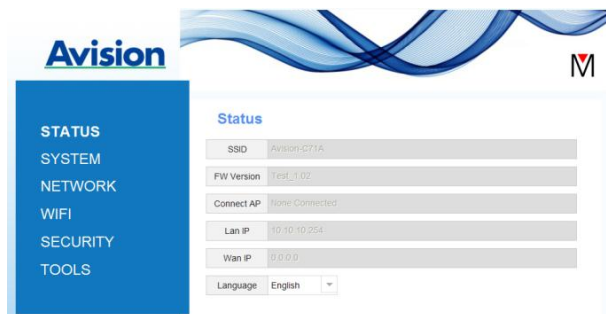 Avision
STATUS
SYSTEM
NETWORK
WIFI
SECURITY
TOOLS
Status
SSID Avision-C71A
FW Version Test_1.02
Connect AP None Connected
Lan IP 10.10.10.254
Wan IP 0.0.0.0
Language English